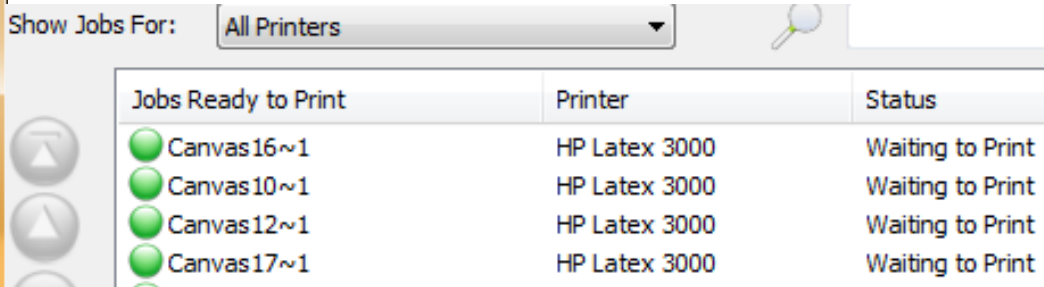 Show Jobs For: All Printers
Jobs Ready to Print Printer Status
Canvas16~1 HP Latex 3000 Waiting to Print
Canvas10~1 HP Latex 3000 Waiting to Print
Canvas12~1 HP Latex 3000 Waiting to Print
Canvas17~1 HP Latex 3000 Waiting to Print